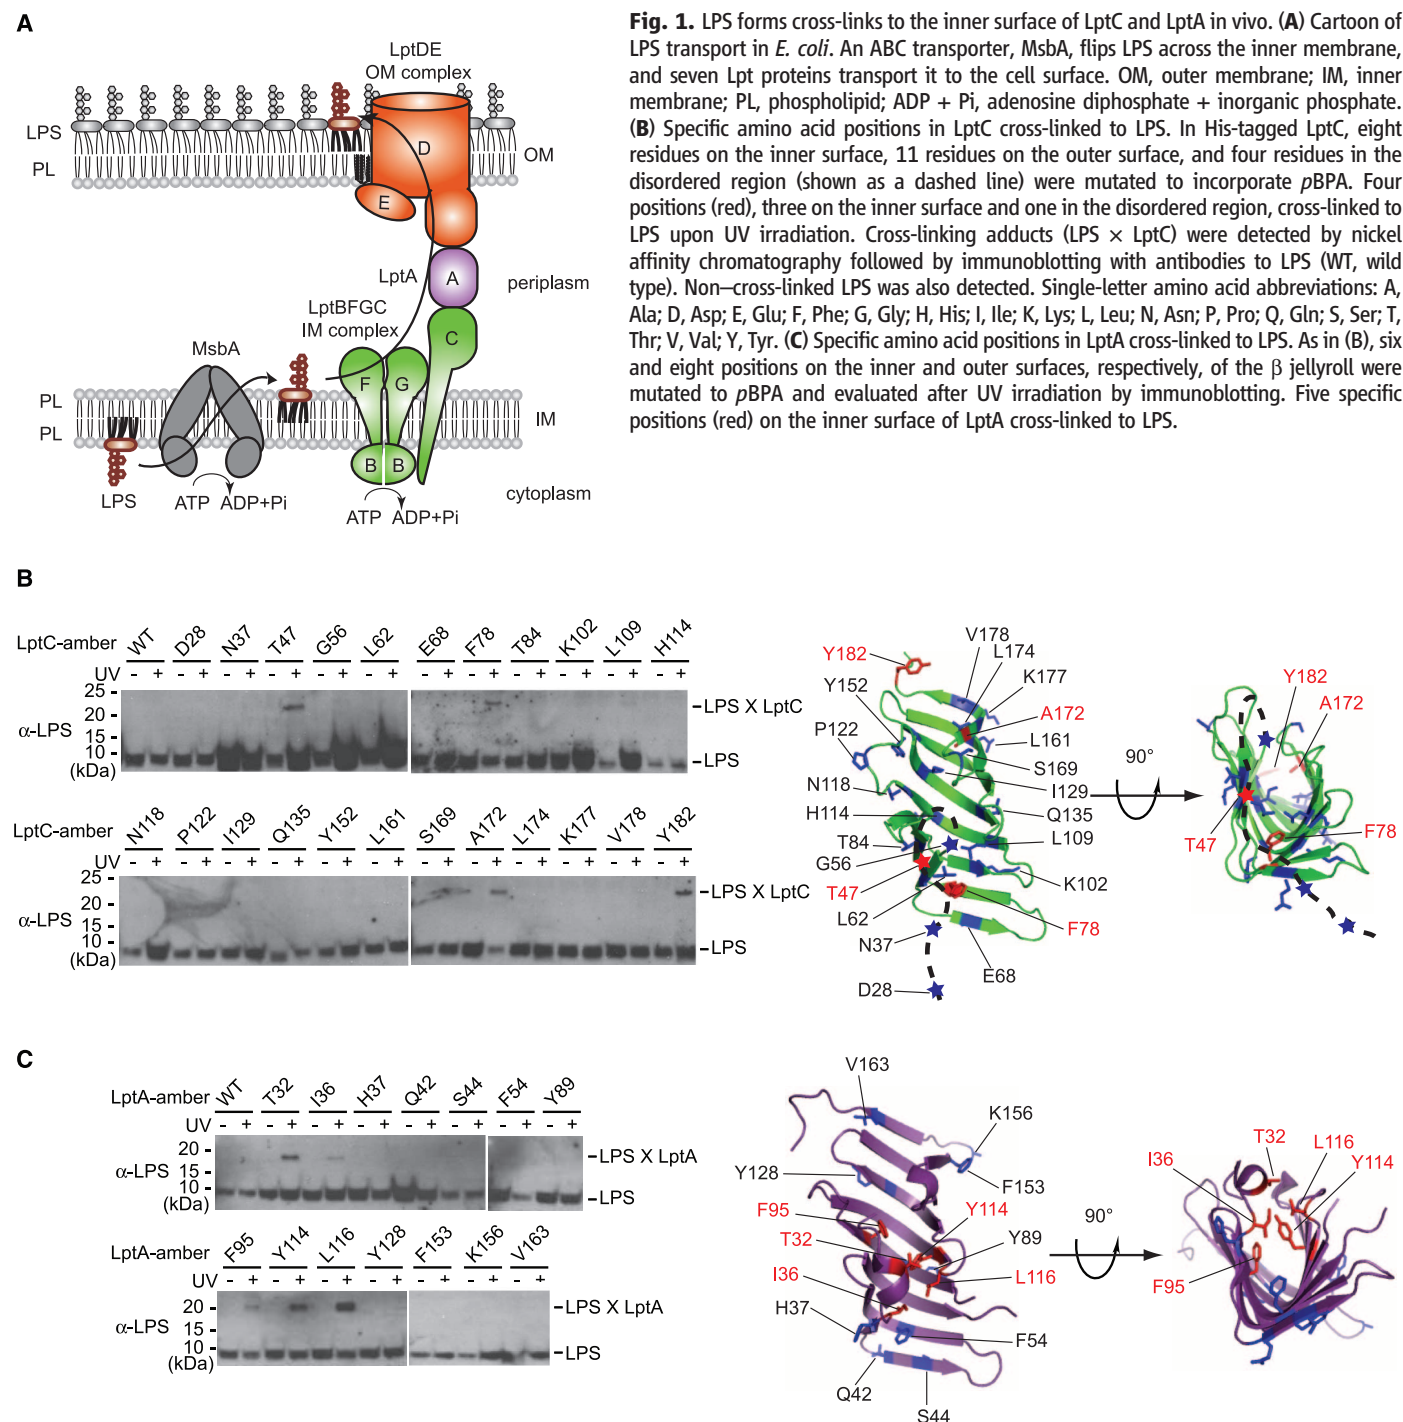 A
LptDE
OM complex
LPS
PL
D
OM
E
LptA
A
periplasm
LptBFGC
IM complex
C
MsbA
F
G
PL
PL
IM
B
B
LPS
ATP
ADP+Pi
cytoplasm
ATP
ADP+Pi
Fig. 1. LPS forms cross-links to the inner surface of LptC and LptA in vivo. (A) Cartoon of
LPS transport in E. coli. An ABC transporter, MsbA, flips LPS across the inner membrane,
and seven Lpt proteins transport it to the cell surface. OM, outer membrane; IM, inner
membrane; PL, phospholipid; ADP + Pi, adenosine diphosphate + inorganic phosphate.
(B) Specific amino acid positions in LptC cross-linked to LPS. In His-tagged LptC, eight
residues on the inner surface, 11 residues on the outer surface, and four residues in the
disordered region (shown as a dashed line) were mutated to incorporate pBPA. Four
positions (red), three on the inner surface and one in the disordered region, cross-linked to
LPS upon UV irradiation. Cross-linking adducts (LPS × LptC) were detected by nickel
affinity chromatography followed by immunoblotting with antibodies to LPS (WT, wild
type). Non–cross-linked LPS was also detected. Single-letter amino acid abbreviations: A,
Ala; D, Asp; E, Glu; F, Phe; G, Gly; H, His; I, Ile; K, Lys; L, Leu; N, Asn; P, Pro; Q, Gln; S, Ser; T,
Thr; V, Val; Y, Tyr. (C) Specific amino acid positions in LptA cross-linked to LPS. As in (B), six
and eight positions on the inner and outer surfaces, respectively, of the β jellyroll were
mutated to pBPA and evaluated after UV irradiation by immunoblotting. Five specific
positions (red) on the inner surface of LptA cross-linked to LPS.
B
LptC-amber WT D28 N37 T47 G56 L62 E68 F78 T84 K102 L109 H114
UV - + - + - + - + - + - + - + - + - + - + - + - +
25
20
15
10
(kDa)
α-LPS
LPS X LptC
LPS
LptC-amber N118 P122 I129 Q135 Y152 L161 S169 A172 L174 K177 V178 Y182
UV - + - + - + - + - + - + - + - + - + - + - + - +
25
20
15
10
(kDa)
α-LPS
LPS X LptC
LPS
V178
L174
Y182
K177
Y152
A172
P122
L161
S169
N118
I129
H114
Q135
T84
L109
G56
T47
K102
L62
F78
N37
E68
D28
90°
Y182
A172
T47
F78
C
LptA-amber WT T32 I36 H37 Q42 S44 F54 Y89
UV - + - + - + - + - + - + - + - +
20
15
10
(kDa)
α-LPS
LPS X LptA
LPS
LptA-amber F95 Y114 L116 Y128 F153 K156 V163
UV - + - + - + - + - + - + - +
20
15
10
(kDa)
α-LPS
LPS X LptA
LPS
V163
K156
Y128
F153
F95
Y114
T32
Y89
I36
L116
H37
F54
Q42
S44
90°
T32
L116
I36
Y114
F95